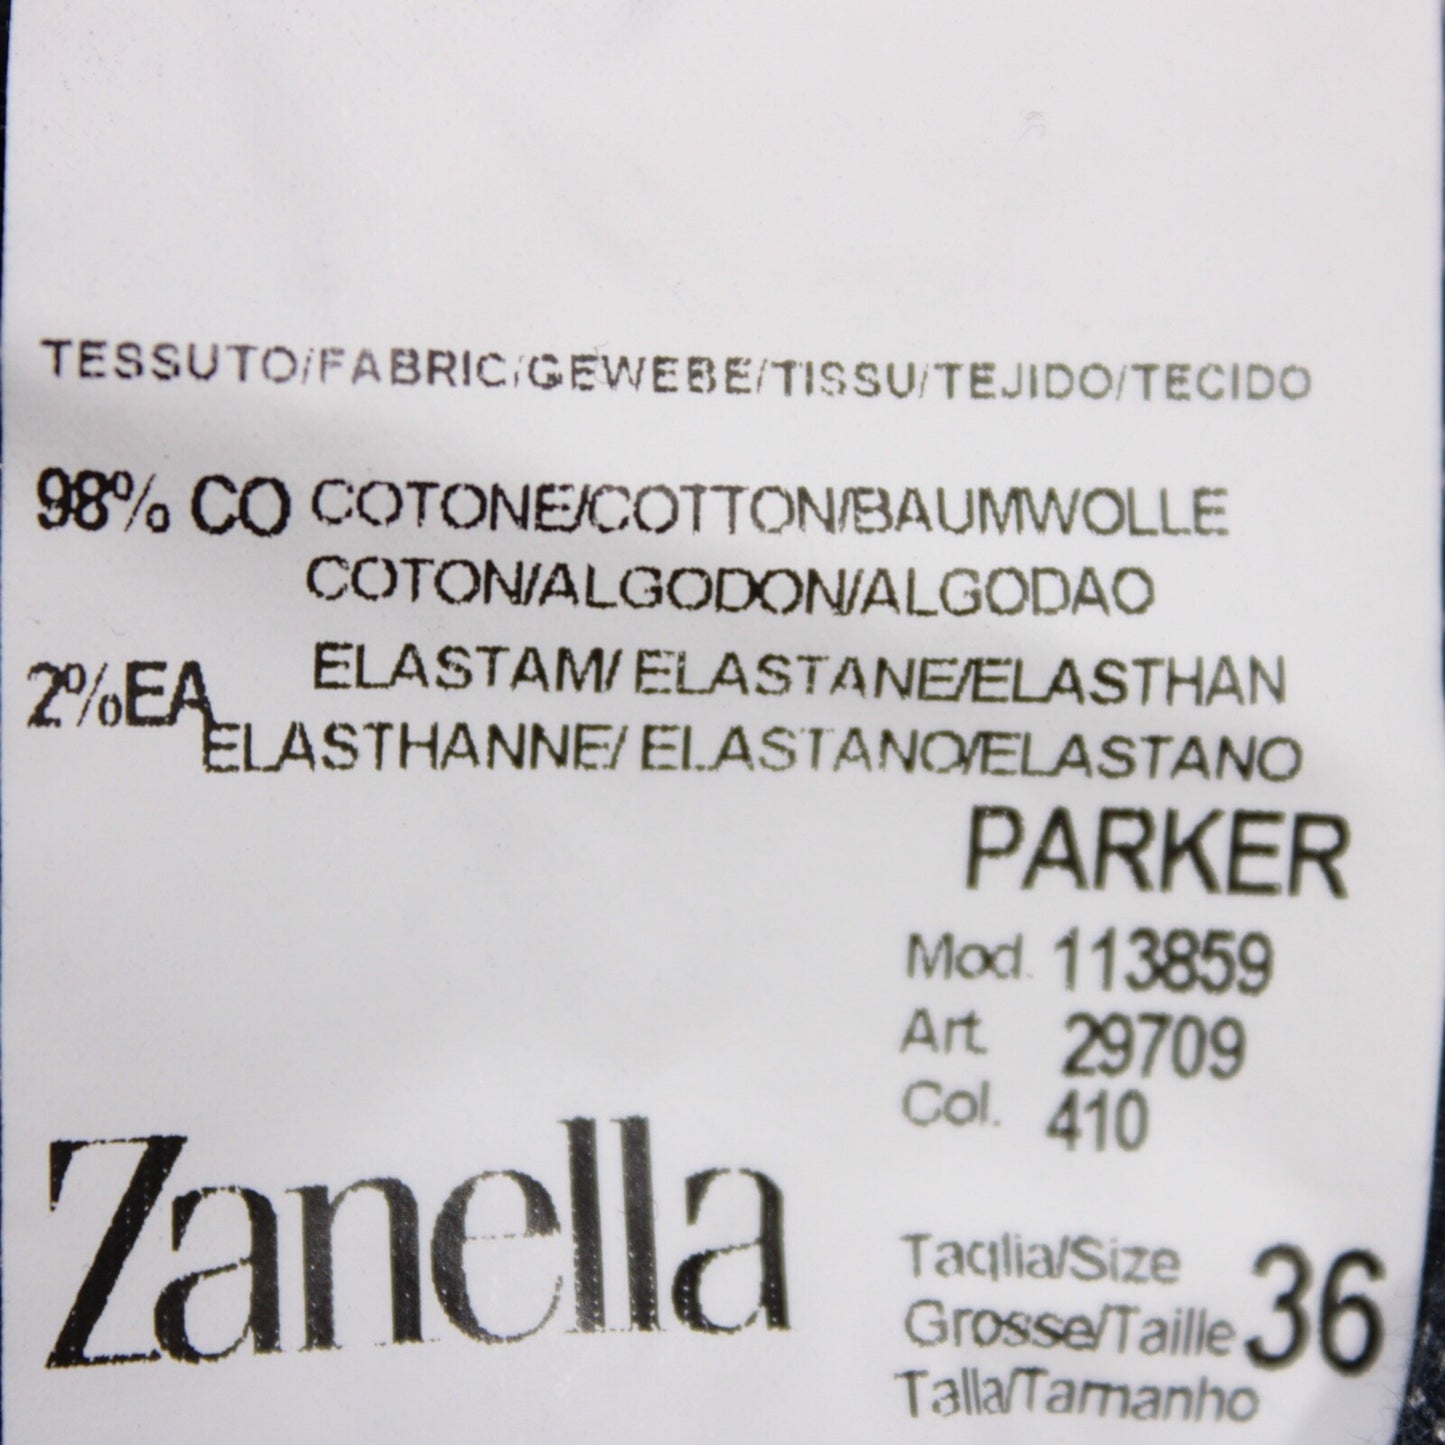 TESSUTO/FABRIC/GEWEBE/TISSU/TEJIDO/TECIDO
98% CO COTONE/COTTON/BAUMWOLLE
COTON/ALGODON/ALGODAO
2%EA ELASTAM/ ELASTANE/ELASTHAN
ELASTHANNE/ ELASTANO/ELASTANO
PARKER
Mod. 113859
Art. 29709
Col. 410
Zanella
Taglia/Size
Grosse/Taille 36
Talla/Tamanho